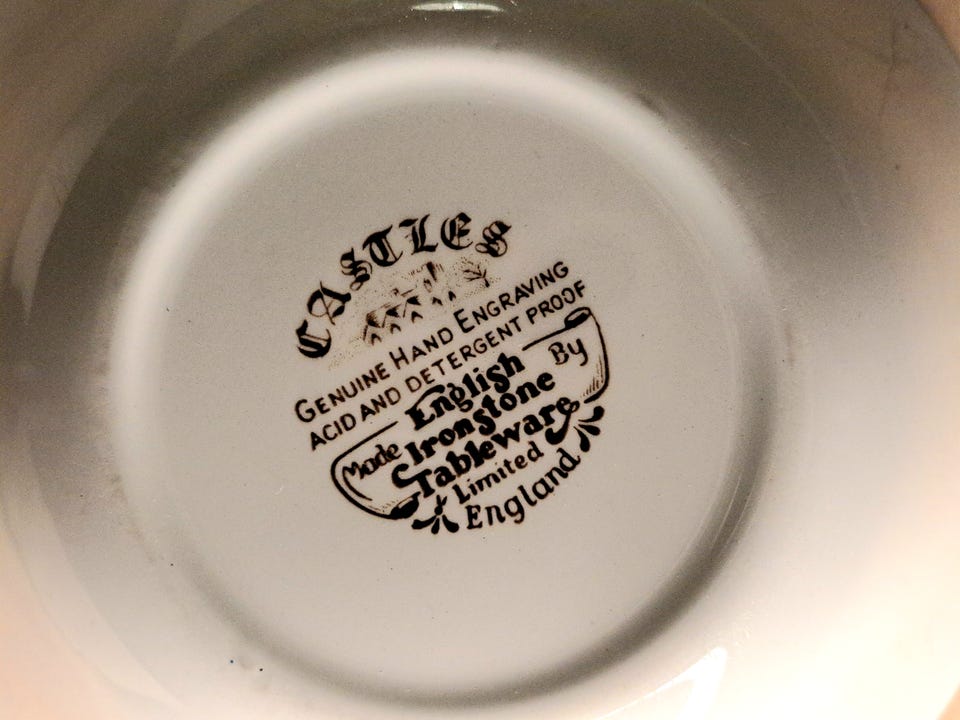 CASTLES
GENUINE HAND ENGRAVING
ACID AND DETERGENT PROOF
Made English By
IronStone
Tableware
Limited
England